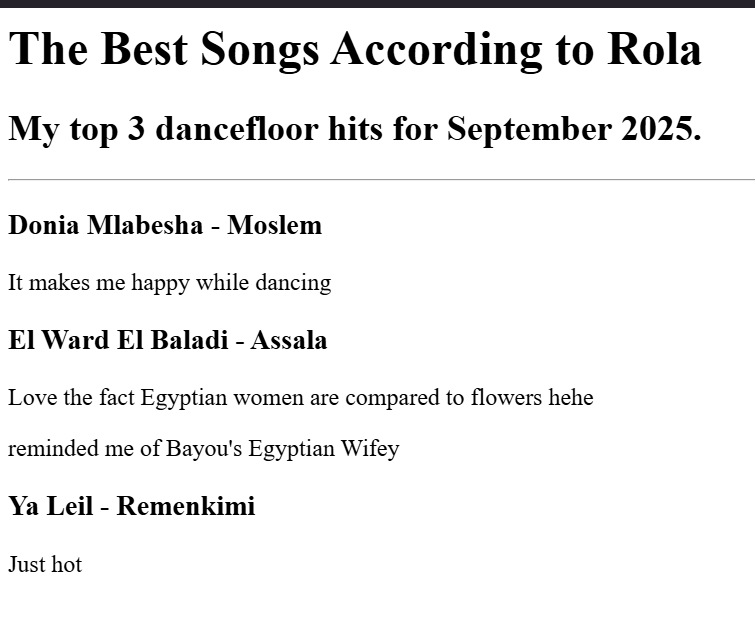 The Best Songs According to Rola
My top 3 dancefloor hits for September 2025.
Donia Mlabesha - Moslem
It makes me happy while dancing
El Ward El Baladi - Assala
Love the fact Egyptian women are compared to flowers hehe
reminded me of Bayou's Egyptian Wifey
Ya Leil - Remenkimi
Just hot